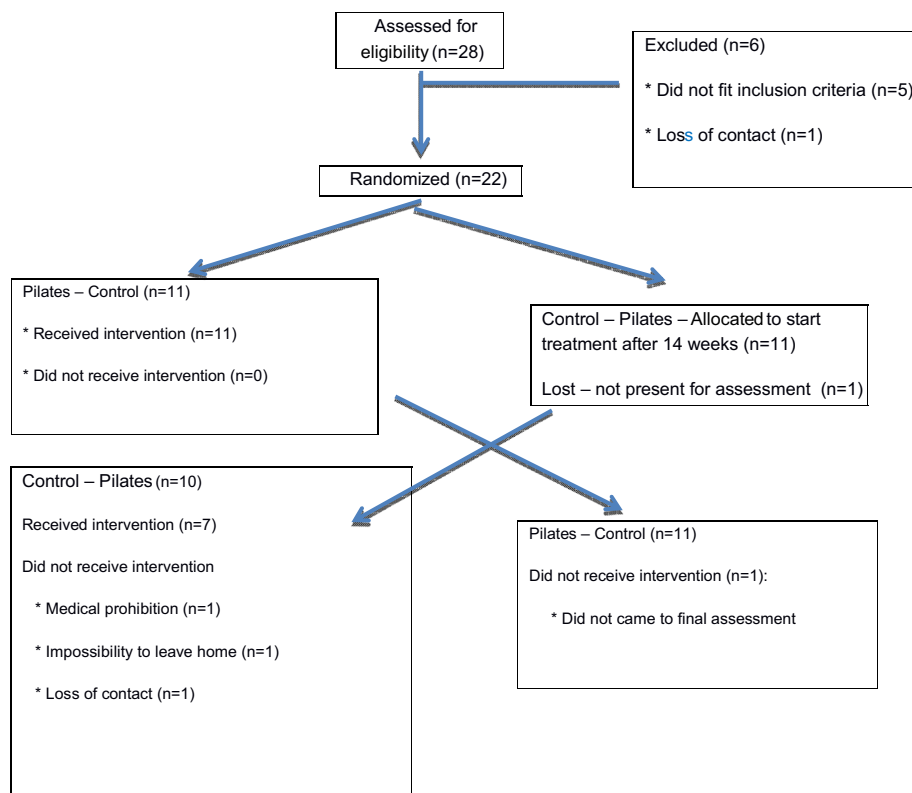 Assessed for
eligibility (n=28)
Excluded (n=6)
* Did not fit inclusion criteria (n=5)
* Loss of contact (n=1)
Randomized (n=22)
Pilates – Control (n=11)
* Received intervention (n=11)
* Did not receive intervention (n=0)
Control – Pilates – Allocated to start
treatment after 14 weeks (n=11)
Lost – not present for assessment (n=1)
Control – Pilates (n=10)
Received intervention (n=7)
Did not receive intervention
* Medical prohibition (n=1)
* Impossibility to leave home (n=1)
* Loss of contact (n=1)
Pilates – Control (n=11)
Did not receive intervention (n=1):
* Did not came to final assessment